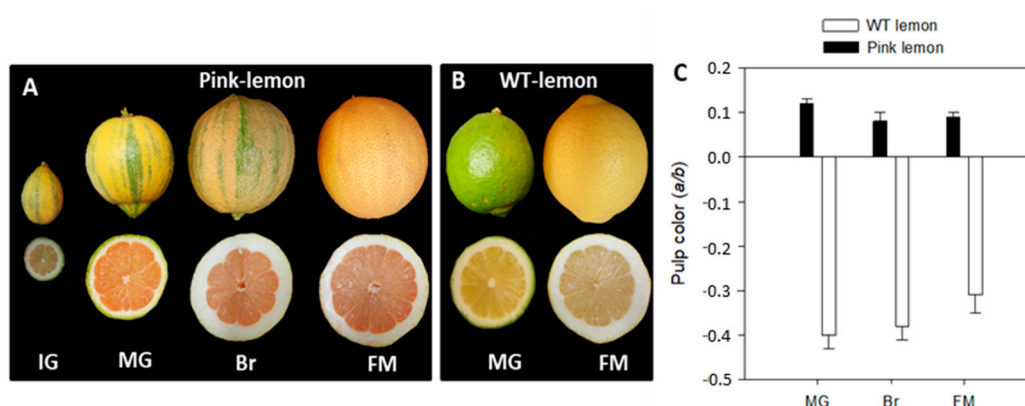 WT lemon
Pink lemon
A
Pink-lemon
IG
MG
Br
FM
B
WT-lemon
MG
FM
C
Pulp color (a/b)
0.2
0.1
0.0
-0.1
-0.2
-0.3
-0.4
-0.5
MG
Br
FM